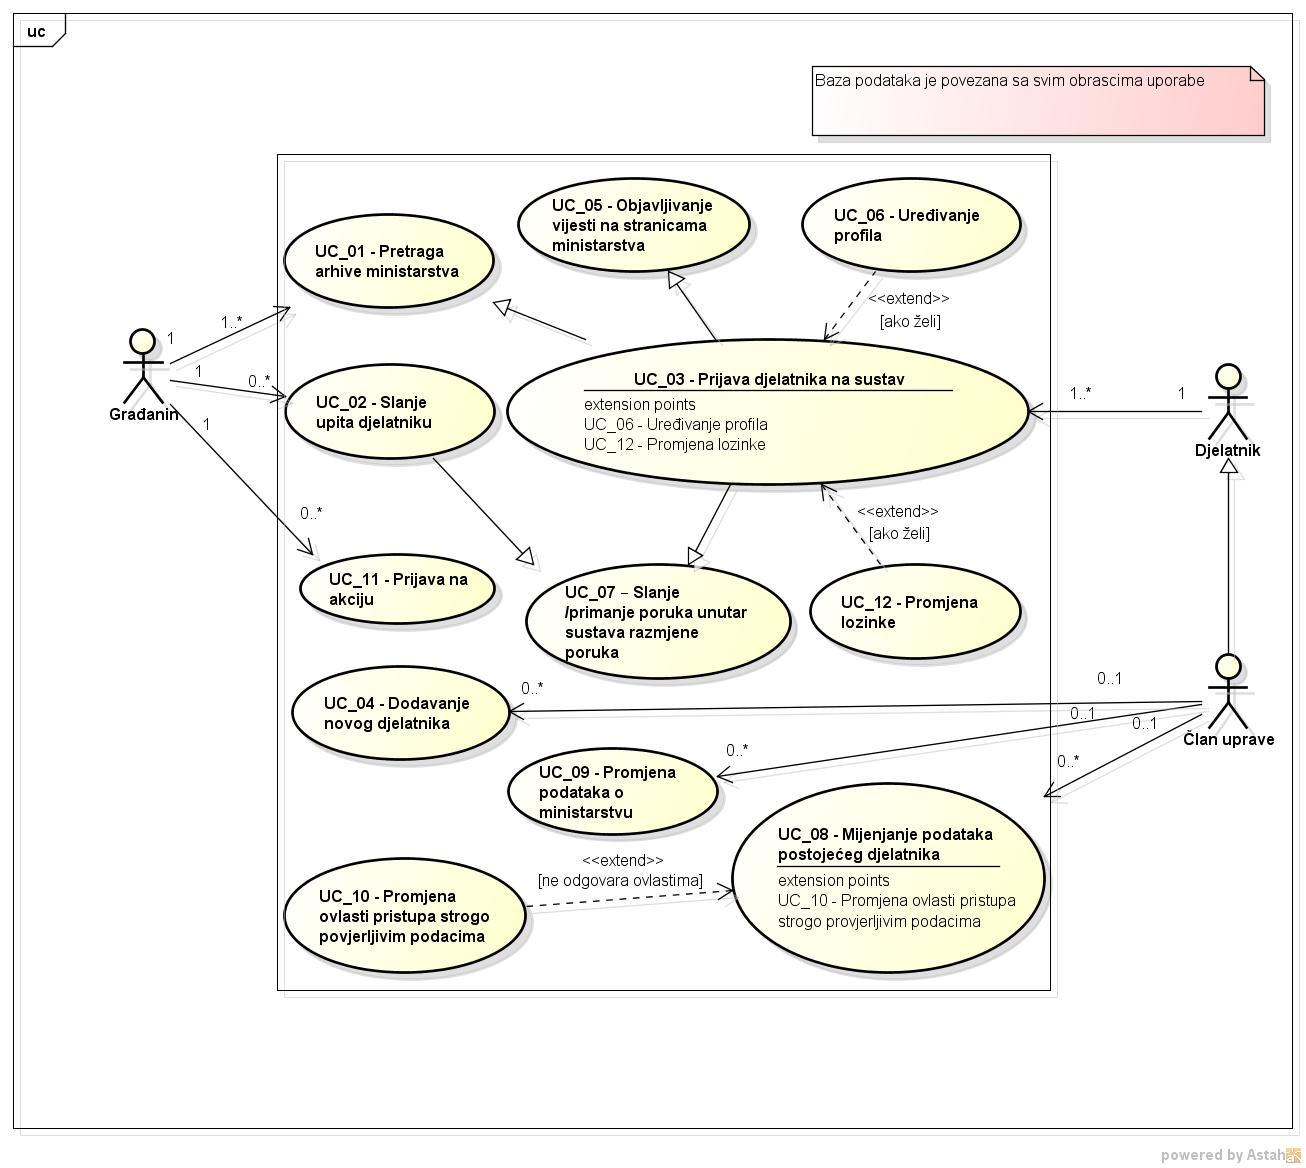 uc
Baza podataka je povezana sa svim obrascima uporabe
UC_05 - Objavljivanje
vijesti na stranicama
ministarstva
UC_06 - Uređivanje
profila
UC_01 - Pretraga
arhive ministarstva
<<extend>>
[ako želi]
1..*
1
1
0..*
Građanin
1
UC_03 - Prijava djelatnika na sustav
extension points
UC_06 - Uređivanje profila
UC_12 - Promjena lozinke
1..*
1
Djelatnik
UC_02 - Slanje
upita djelatniku
0..*
<<extend>>
[ako želi]
UC_11 - Prijava na
akciju
UC_07 – Slanje
/primanje poruka unutar
sustava razmjene
poruka
UC_12 - Promjena
lozinke
0..*
0..1
UC_04 - Dodavanje
novog djelatnika
0..1
0..1
Član uprave
0..*
0..*
UC_09 - Promjena
podataka o
ministarstvu
UC_08 - Mijenjanje podataka
postojećeg djelatnika
extension points
UC_10 - Promjena ovlasti pristupa
strogo provjerljivim podacima
<<extend>>
[ne odgovara ovlastima]
UC_10 - Promjena
ovlasti pristupa strogo
povjerljivim podacima
powered by Astah